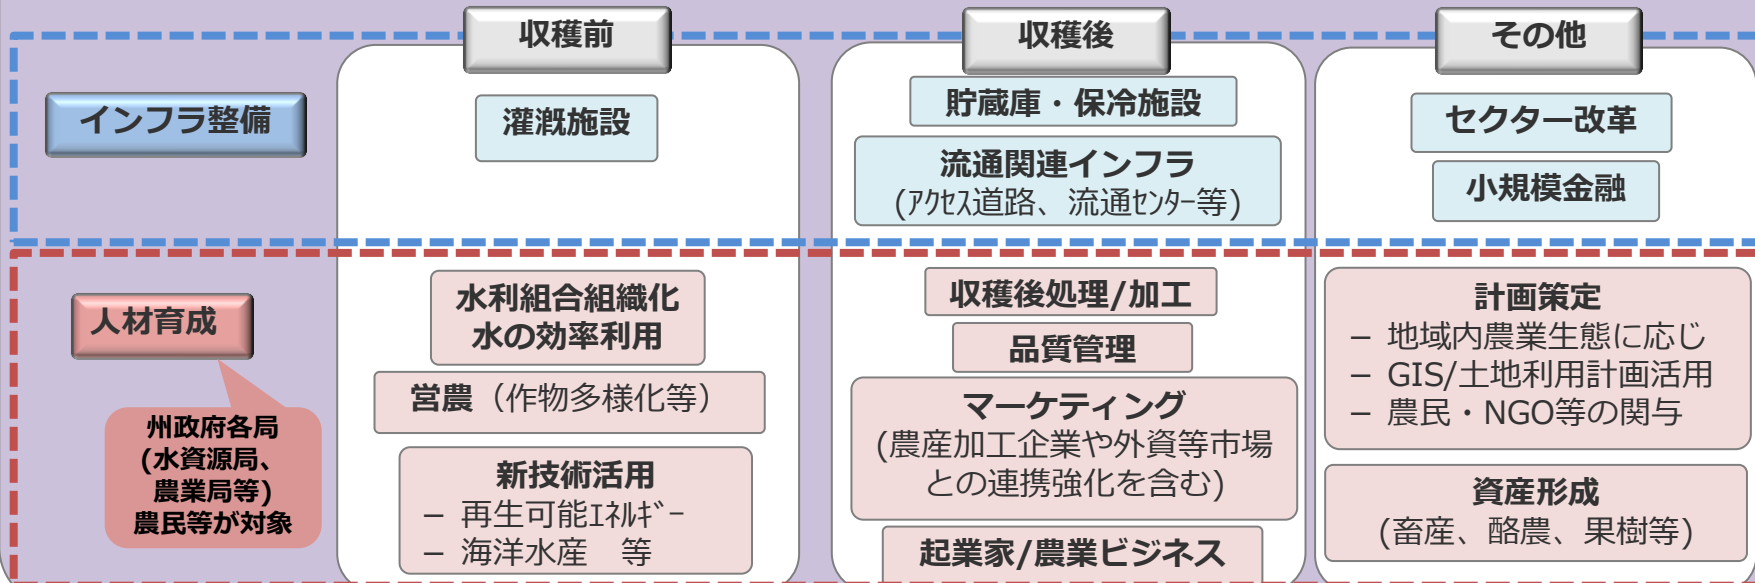 収穫前
収穫後
その他
インフラ整備
灌漑施設
貯蔵庫・保冷施設
流通関連インフラ
(ｱｸｾｽ道路、流通ｾﾝﾀｰ等)
セクター改革
小規模金融
人材育成
州政府各局
(水資源局、
農業局等)
農民等が対象
水利組合組織化
水の効率利用
営農（作物多様化等）
新技術活用
– 再生可能ｴﾈﾙｷﾞｰ
– 海洋水産　等
収穫後処理/加工
品質管理
マーケティング
(農産加工企業や外資等市場
との連携強化を含む)
起業家/農業ビジネス
計画策定
– 地域内農業生態に応じ
– GIS/土地利用計画活用
– 農民・NGO等の関与
資産形成
(畜産、酪農、果樹等)